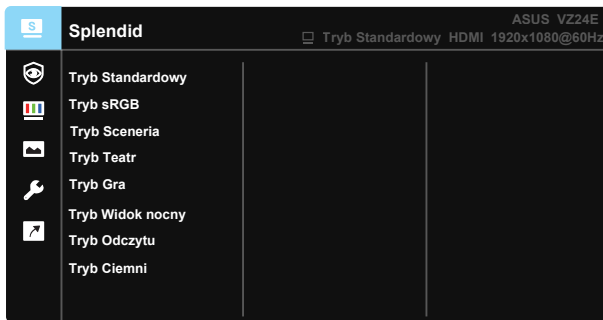 S
Splendid
ASUS VZ24E
Tryb Standardowy HDMI 1920x1080@60Hz
Tryb Standardowy
Tryb sRGB
Tryb Sceneria
Tryb Teatr
Tryb Gra
Tryb Widok nocny
Tryb Odczytu
Tryb Ciemni